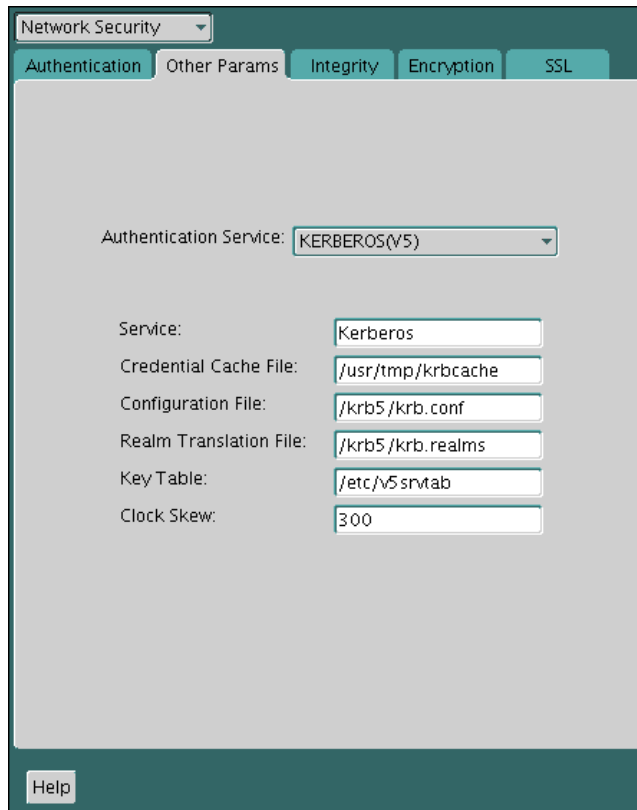 Network Security
Authentication Other Params Integrity Encryption SSL
Authentication Service: KERBEROS(V5)
Service: Kerberos
Credential Cache File: /usr/tmp/krbcache
Configuration File: /krb5/krb.conf
Realm Translation File: /krb5/krb.realms
Key Table: /etc/v5srvtab
Clock Skew: 300
Help